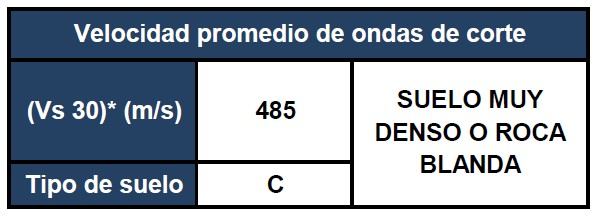 Velocidad promedio de ondas de corte
(Vs 30)* (m/s)
485
SUELO MUY
DENSO O ROCA
BLANDA
Tipo de suelo
C